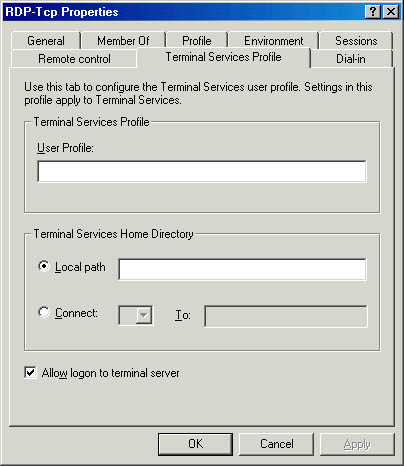 RDP-Tcp Properties
General Member Of Profile Environment Sessions
Remote control Terminal Services Profile Dial-in
Use this tab to configure the Terminal Services user profile. Settings in this
profile apply to Terminal Services.
Terminal Services Profile
User Profile:
Terminal Services Home Directory
Local path
Connect: To:
Allow logon to terminal server
OK Cancel Apply